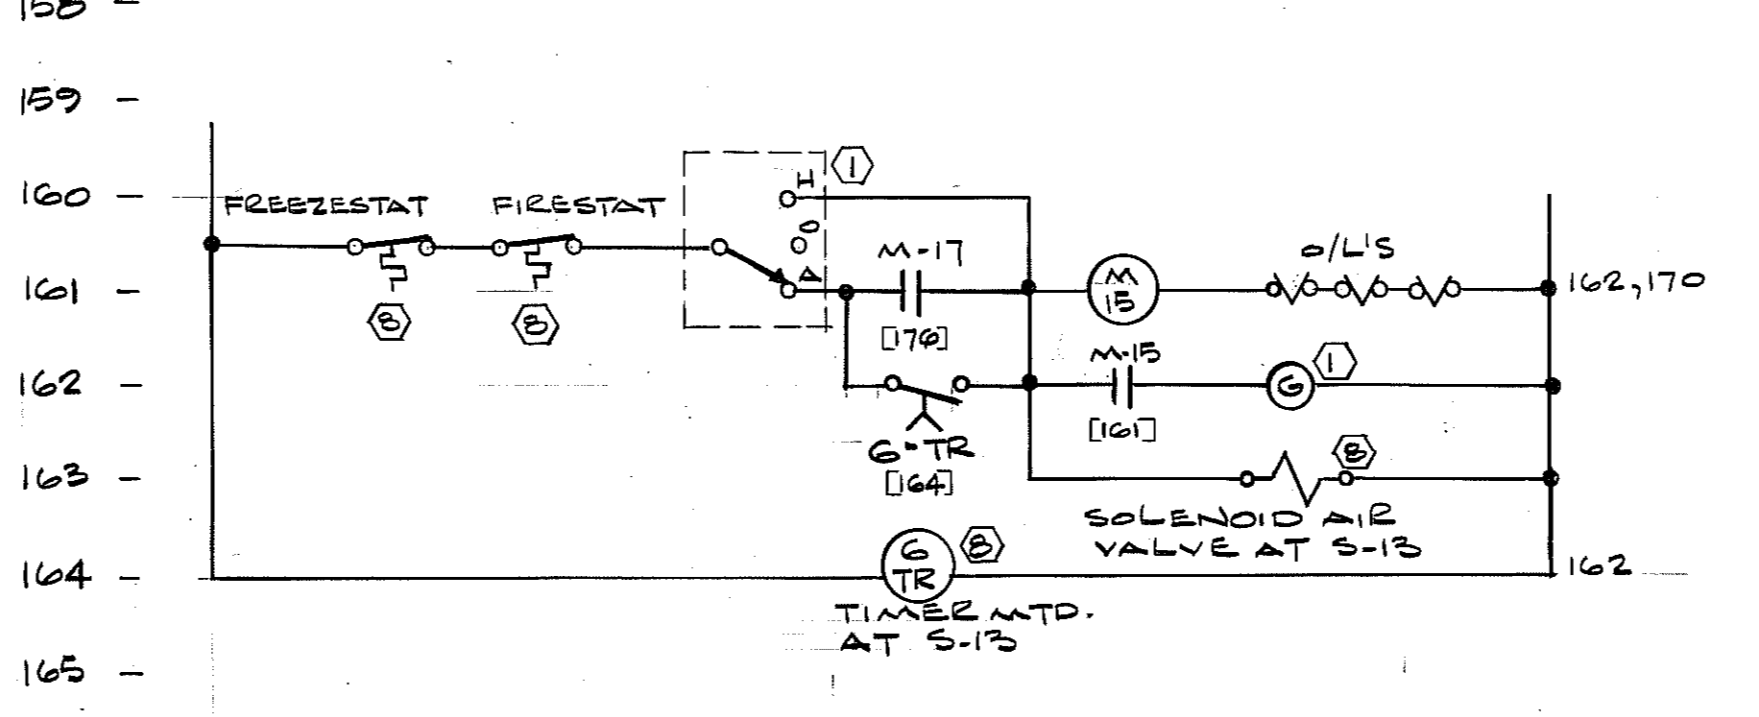 158 -
159 -
160 -
FREEZESTAT
FIRESTAT
H
1
O
A
M-17
[176]
161 -
8
8
M
15
O/L'S
162,170
162 -
6-TR
[164]
M-15
[161]
G
1
163 -
8
SOLENOID AIR
VALVE AT S-13
164 -
6
TR
8
162
TIMER MTD.
AT S-13
165 -